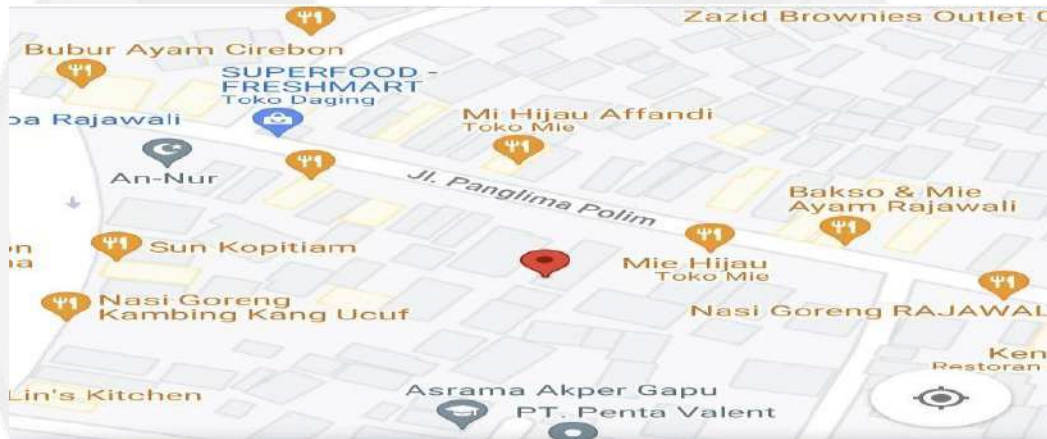 Zazid Brownies Outlet
Bubur Ayam Cirebon
SUPERFOOD -
FRESHMART
Toko Daging
Rajawali
Mi Hijau Affandi
Toko Mie
An-Nur
Jl. Panglima Polim
Bakso & Mie
Ayam Rajawali
Sun Kopitiam
Mie Hijau
Toko Mie
Nasi Goreng
Kambing Kang Ucuf
Nasi Goreng RAJAWAL
Ken
Restoran
Lin's Kitchen
Asrama Akper Gapu
PT. Penta Valent